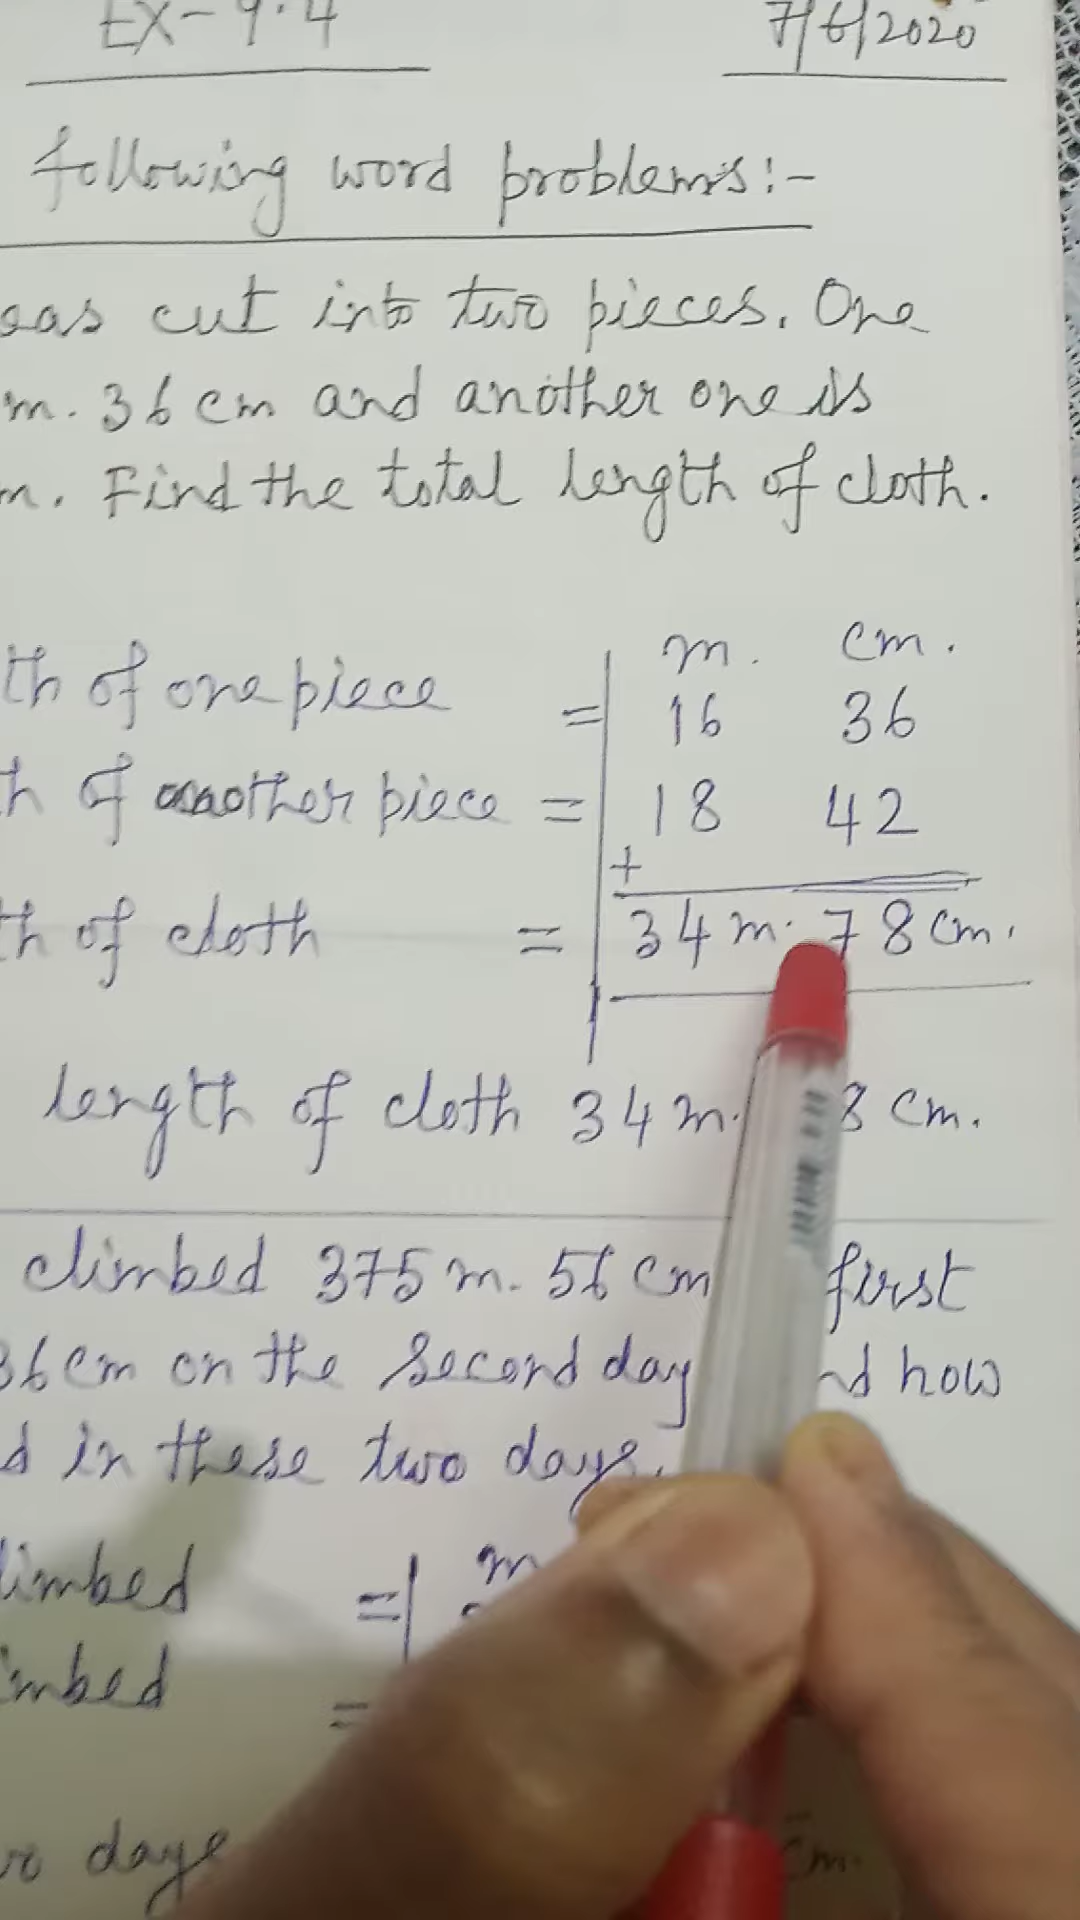 Ex-9.4 7/6/2020
following word problems:-
was cut into two pieces. One
m. 36 cm and another one is
m. Find the total length of cloth.
m. cm.
th of one piece = 16 36
th of another piece = 18 42
+
th of cloth = 34 m. 78 cm.
length of cloth 34 m. 8 cm.
climbed 375 m. 56 cm first
36 cm on the second day how
d in these two days.
limbed = m
imbed =
o days cm.